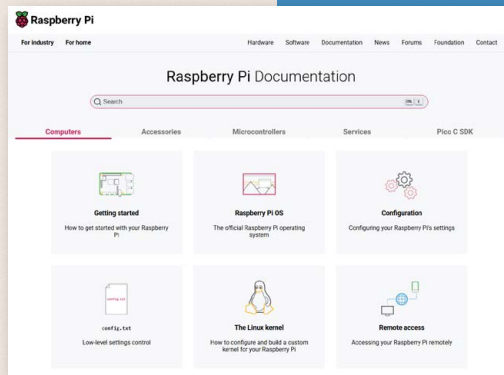 Raspberry Pi
For industry For home Hardware Software Documentation News Forums Foundation Contact
Raspberry Pi Documentation
Search
Computers Accessories Microcontrollers Services Pico C SDK
Getting started
How to get started with your Raspberry
Pi
Raspberry Pi OS
The official Raspberry Pi operating
system
Configuration
Configuring your Raspberry Pi's settings
config.txt
config.txt
Low-level settings control
The Linux kernel
How to configure and build a custom
kernel for your Raspberry Pi
Remote access
Accessing your Raspberry Pi remotely